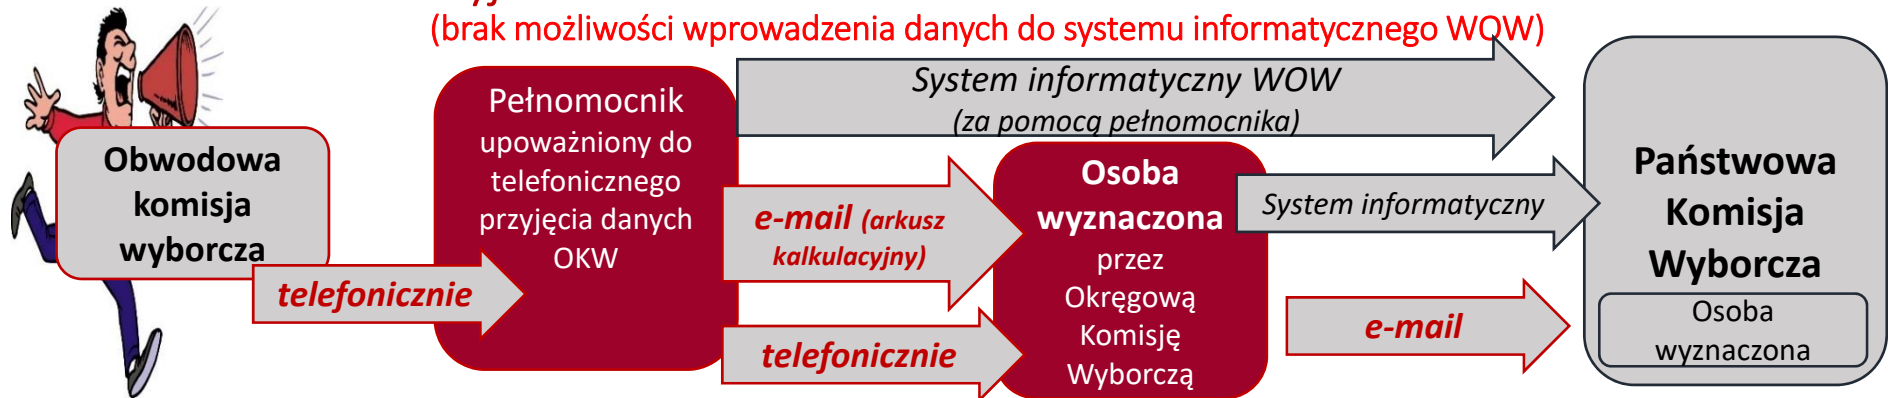 (brak możliwości wprowadzenia danych do systemu informatycznego WOW)
System informatyczny WOW
(za pomocą pełnomocnika)
Obwodowa
komisja
wyborcza
telefonicznie
Pełnomocnik
upoważniony do
telefonicznego
przyjęcia danych
OKW
e-mail (arkusz
kalkulacyjny)
telefonicznie
Osoba
wyznaczona
przez
Okręgową
Komisję
Wyborczą
System informatyczny
e-mail
Państwowa
Komisja
Wyborcza
Osoba
wyznaczona